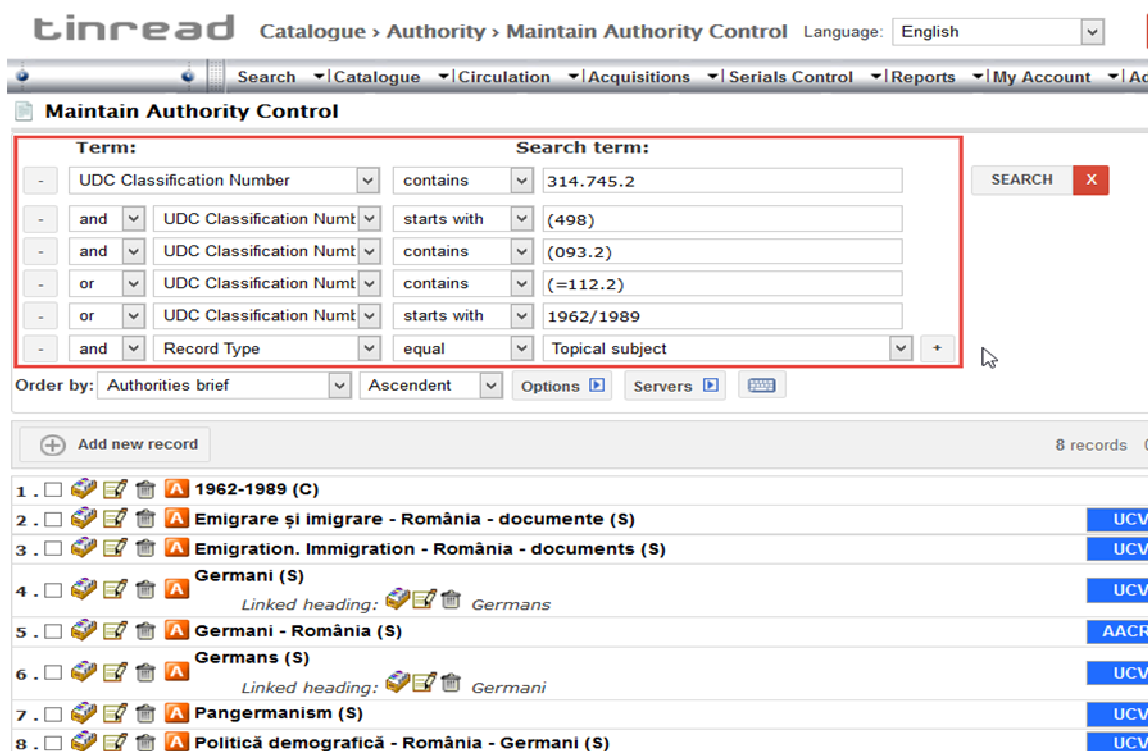 tinread Catalogue › Authority › Maintain Authority Control Language: English
Search Catalogue Circulation Acquisitions Serials Control Reports My Account
Maintain Authority Control
Term: Search term:
- UDC Classification Number contains 314.745.2 SEARCH X
- and UDC Classification Numb starts with (498)
- and UDC Classification Numb contains (093.2)
- or UDC Classification Numb contains (=112.2)
- or UDC Classification Numb starts with 1962/1989
- and Record Type equal Topical subject +
Order by: Authorities brief Ascendent Options Servers
Add new record 8 records
1 . A 1962-1989 (C)
2 . A Emigrare și imigrare - România - documente (S) UCV
3 . A Emigration. Immigration - România - documents (S) UCV
4 . A Germani (S) UCV
Linked heading: Germans
5 . A Germani - România (S) AACR
6 . A Germans (S) UCV
Linked heading: Germani
7 . A Pangermanism (S) UCV
8 . A Politică demografică - România - Germani (S) UCV